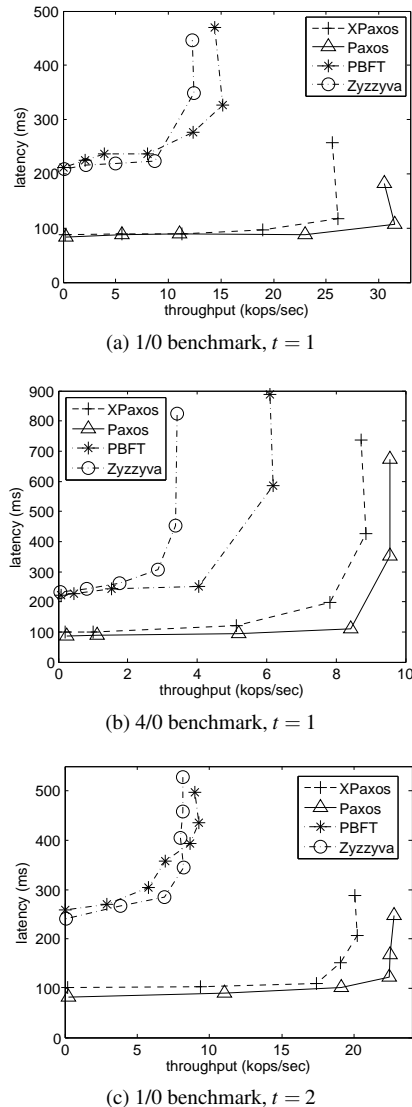 500
400
300
200
100
0
latency (ms)
XPaxos
Paxos
PBFT
Zyzzyva
0 5 10 15 20 25 30
throughput (kops/sec)
(a) 1/0 benchmark, t = 1
900
800
700
600
500
400
300
200
100
0
latency (ms)
XPaxos
Paxos
PBFT
Zyzzyva
0 2 4 6 8 10
throughput (kops/sec)
(b) 4/0 benchmark, t = 1
500
400
300
200
100
0
latency (ms)
XPaxos
Paxos
PBFT
Zyzzyva
0 5 10 15 20
throughput (kops/sec)
(c) 1/0 benchmark, t = 2